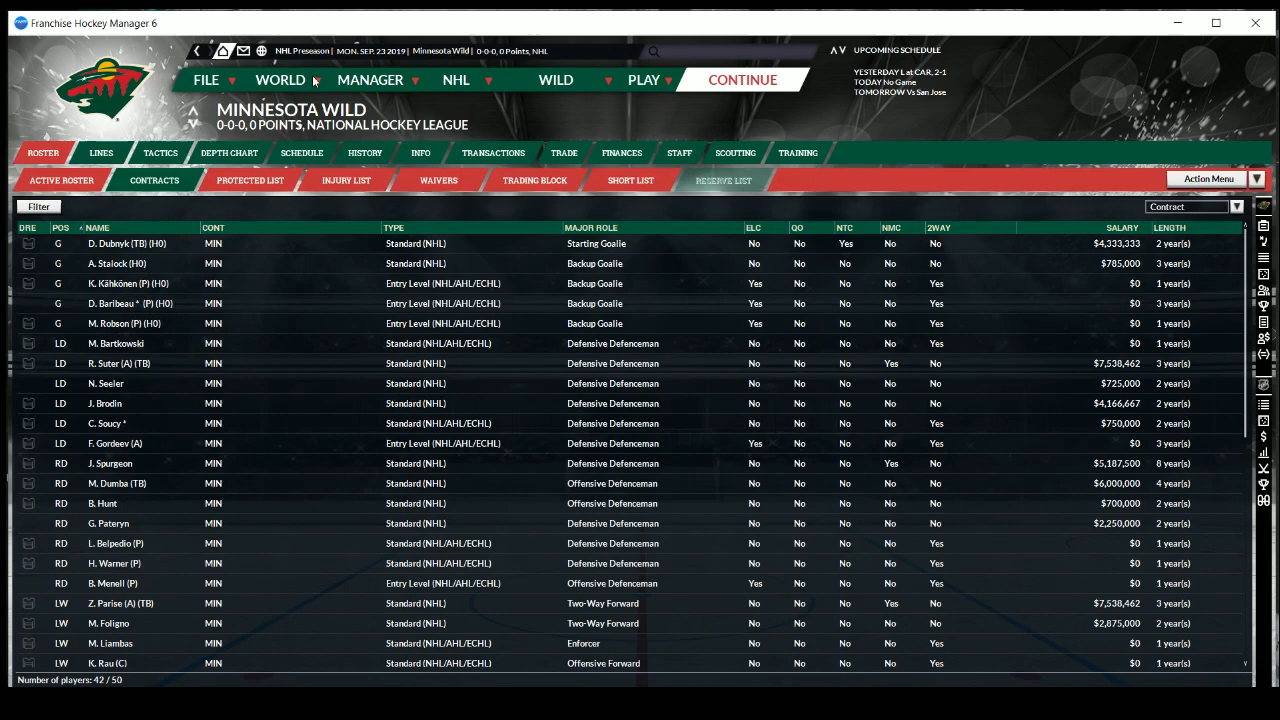 Franchise Hockey Manager 6
NHL Preseason | MON. SEP. 23 2019 | Minnesota Wild | 0-0-0, 0 Points, NHL
UPCOMING SCHEDULE
YESTERDAY L at CAR, 2-1
TODAY No Game
TOMORROW Vs San Jose
FILE WORLD MANAGER NHL WILD PLAY CONTINUE
MINNESOTA WILD
0-0-0, 0 POINTS, NATIONAL HOCKEY LEAGUE
ROSTER LINES TACTICS DEPTH CHART SCHEDULE HISTORY INFO TRANSACTIONS TRADE FINANCES STAFF SCOUTING TRAINING
ACTIVE ROSTER CONTRACTS PROTECTED LIST INJURY LIST WAIVERS TRADING BLOCK SHORT LIST RESERVE LIST Action Menu
Filter Contract
DRE POS NAME CONT TYPE MAJOR ROLE ELC QO NTC NMC 2WAY SALARY LENGTH
G D. Dubnyk (TB) (H0) MIN Standard (NHL) Starting Goalie No No Yes No No $4,333,333 2 year(s)
G A. Stalock (H0) MIN Standard (NHL) Backup Goalie No No No No No $785,000 3 year(s)
G K. Kähkönen (P) (H0) MIN Entry Level (NHL/AHL/ECHL) Backup Goalie Yes No No No Yes $0 1 year(s)
G D. Baribeau * (P) (H0) MIN Entry Level (NHL/AHL/ECHL) Backup Goalie Yes No No No Yes $0 3 year(s)
G M. Robson (P) (H0) MIN Entry Level (NHL/AHL/ECHL) Backup Goalie Yes No No No Yes $0 1 year(s)
LD M. Bartkowski MIN Standard (NHL/AHL/ECHL) Defensive Defenceman No No No No Yes $0 1 year(s)
LD R. Suter (A) (TB) MIN Standard (NHL) Defensive Defenceman No No No Yes No $7,538,462 3 year(s)
LD N. Seeler MIN Standard (NHL) Defensive Defenceman No No No No No $725,000 2 year(s)
LD J. Brodin MIN Standard (NHL) Defensive Defenceman No No No No No $4,166,667 2 year(s)
LD C. Soucy * MIN Standard (NHL/AHL/ECHL) Defensive Defenceman No No No No Yes $750,000 2 year(s)
LD F. Gordeev (A) MIN Entry Level (NHL/AHL/ECHL) Defensive Defenceman Yes No No No Yes $0 3 year(s)
RD J. Spurgeon MIN Standard (NHL) Defensive Defenceman No No No Yes No $5,187,500 8 year(s)
RD M. Dumba (TB) MIN Standard (NHL) Offensive Defenceman No No No No No $6,000,000 4 year(s)
RD B. Hunt MIN Standard (NHL) Offensive Defenceman No No No No No $700,000 2 year(s)
RD G. Pateryn MIN Standard (NHL) Defensive Defenceman No No No No No $2,250,000 2 year(s)
RD L. Belpedio (P) MIN Standard (NHL/AHL/ECHL) Defensive Defenceman No No No No Yes $0 1 year(s)
RD H. Warner (P) MIN Standard (NHL/AHL/ECHL) Defensive Defenceman No No No No Yes $0 1 year(s)
RD B. Menell (P) MIN Entry Level (NHL/AHL/ECHL) Offensive Defenceman Yes No No No Yes $0 1 year(s)
LW Z. Parise (A) (TB) MIN Standard (NHL) Two-Way Forward No No No Yes No $7,538,462 3 year(s)
LW M. Foligno MIN Standard (NHL) Two-Way Forward No No No No No $2,875,000 2 year(s)
LW M. Liambas MIN Standard (NHL/AHL/ECHL) Enforcer No No No No Yes $0 1 year(s)
LW K. Rau (C) MIN Standard (NHL/AHL/ECHL) Offensive Forward No No No No Yes $0 1 year(s)
Number of players: 42 / 50